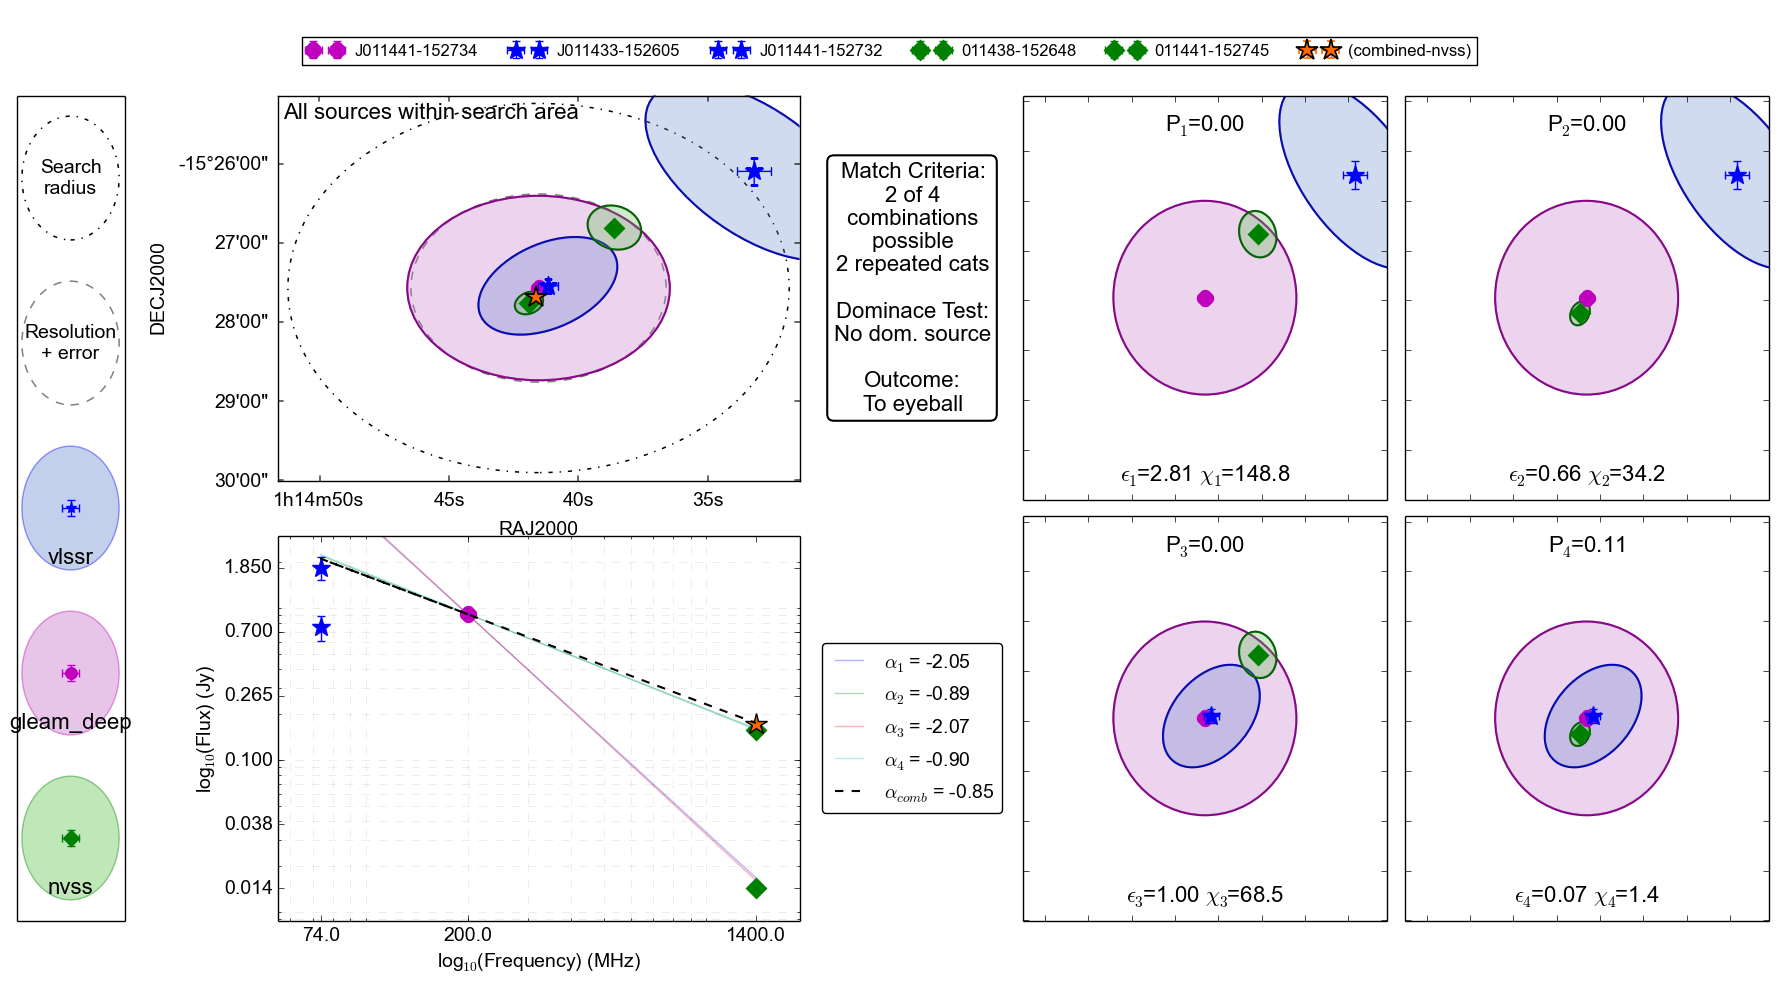 J011441-152734 J011433-152605 J011441-152732 011438-152648 011441-152745 (combined-nvss)
Search
radius
Resolution
+ error
vlssr
gleam_deep
nvss
All sources within search area
DECJ2000
-15°26'00"
27'00"
28'00"
29'00"
30'00"
1h14m50s 45s 40s 35s
RAJ2000
Match Criteria:
2 of 4
combinations
possible
2 repeated cats
Dominace Test:
No dom. source
Outcome:
To eyeball
P₁=0.00
ϵ₁=2.81 χ₁=148.8
P₂=0.00
ϵ₂=0.66 χ₂=34.2
log₁₀(Flux) (Jy)
1.850
0.700
0.265
0.100
0.038
0.014
74.0 200.0 1400.0
log₁₀(Frequency) (MHz)
α₁ = -2.05
α₂ = -0.89
α₃ = -2.07
α₄ = -0.90
α_comb = -0.85
P₃=0.00
ϵ₃=1.00 χ₃=68.5
P₄=0.11
ϵ₄=0.07 χ₄=1.4